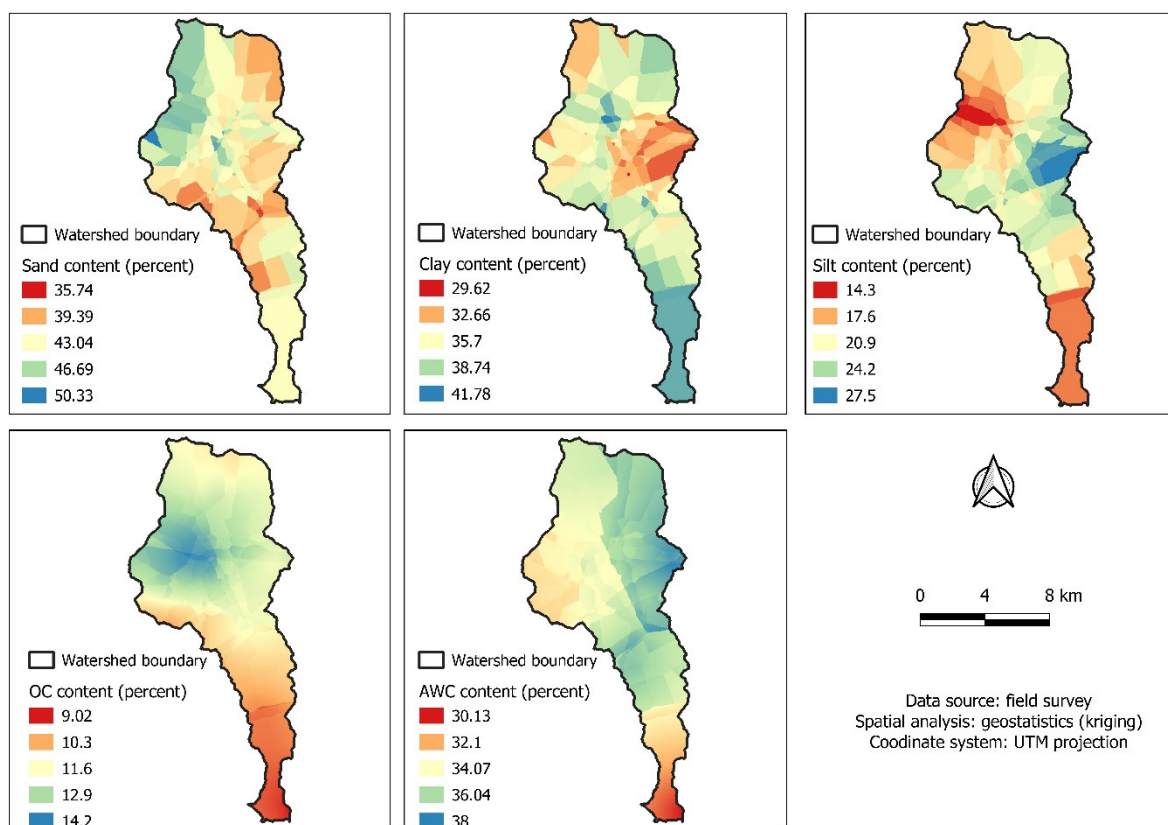 Watershed boundary
Sand content (percent)
35.74
39.39
43.04
46.69
50.33
Watershed boundary
Clay content (percent)
29.62
32.66
35.7
38.74
41.78
Watershed boundary
Silt content (percent)
14.3
17.6
20.9
24.2
27.5
Watershed boundary
OC content (percent)
9.02
10.3
11.6
12.9
14.2
Watershed boundary
AWC content (percent)
30.13
32.1
34.07
36.04
38
0 4 8 km
Data source: field survey
Spatial analysis: geostatistics (kriging)
Coodinate system: UTM projection